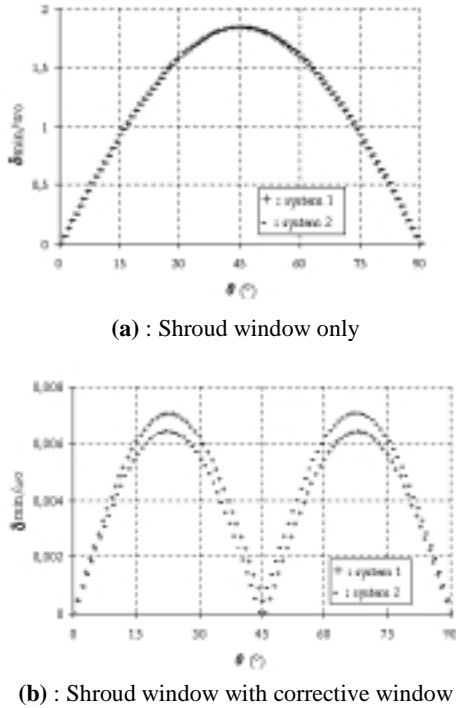 2
1,5
1
0,5
0
+ : system 1
- : system 2
0 15 30 45 60 75 90
θ (°)
(a) : Shroud window only
0,008
0,006
0,004
0,002
0
+ : system 1
- : system 2
0 15 30 45 60 75 90
θ (°)
(b) : Shroud window with corrective window